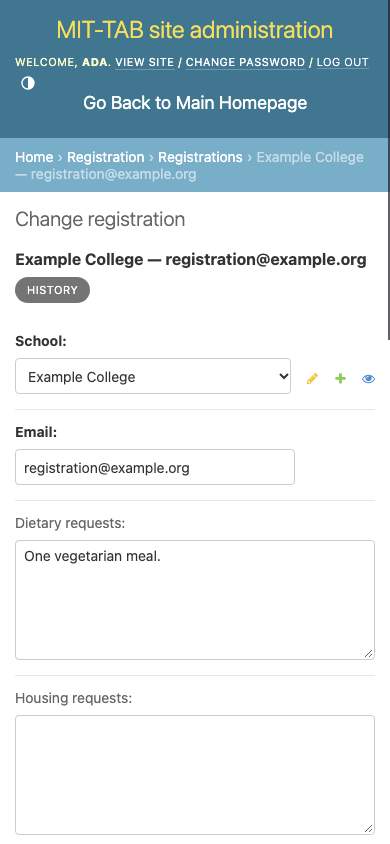 MIT-TAB site administration
WELCOME, ADA. VIEW SITE / CHANGE PASSWORD / LOG OUT
Go Back to Main Homepage
Home › Registration › Registrations › Example College
— registration@example.org
Change registration
Example College — registration@example.org
HISTORY
School:
Example College
Email:
registration@example.org
Dietary requests:
One vegetarian meal.
Housing requests: